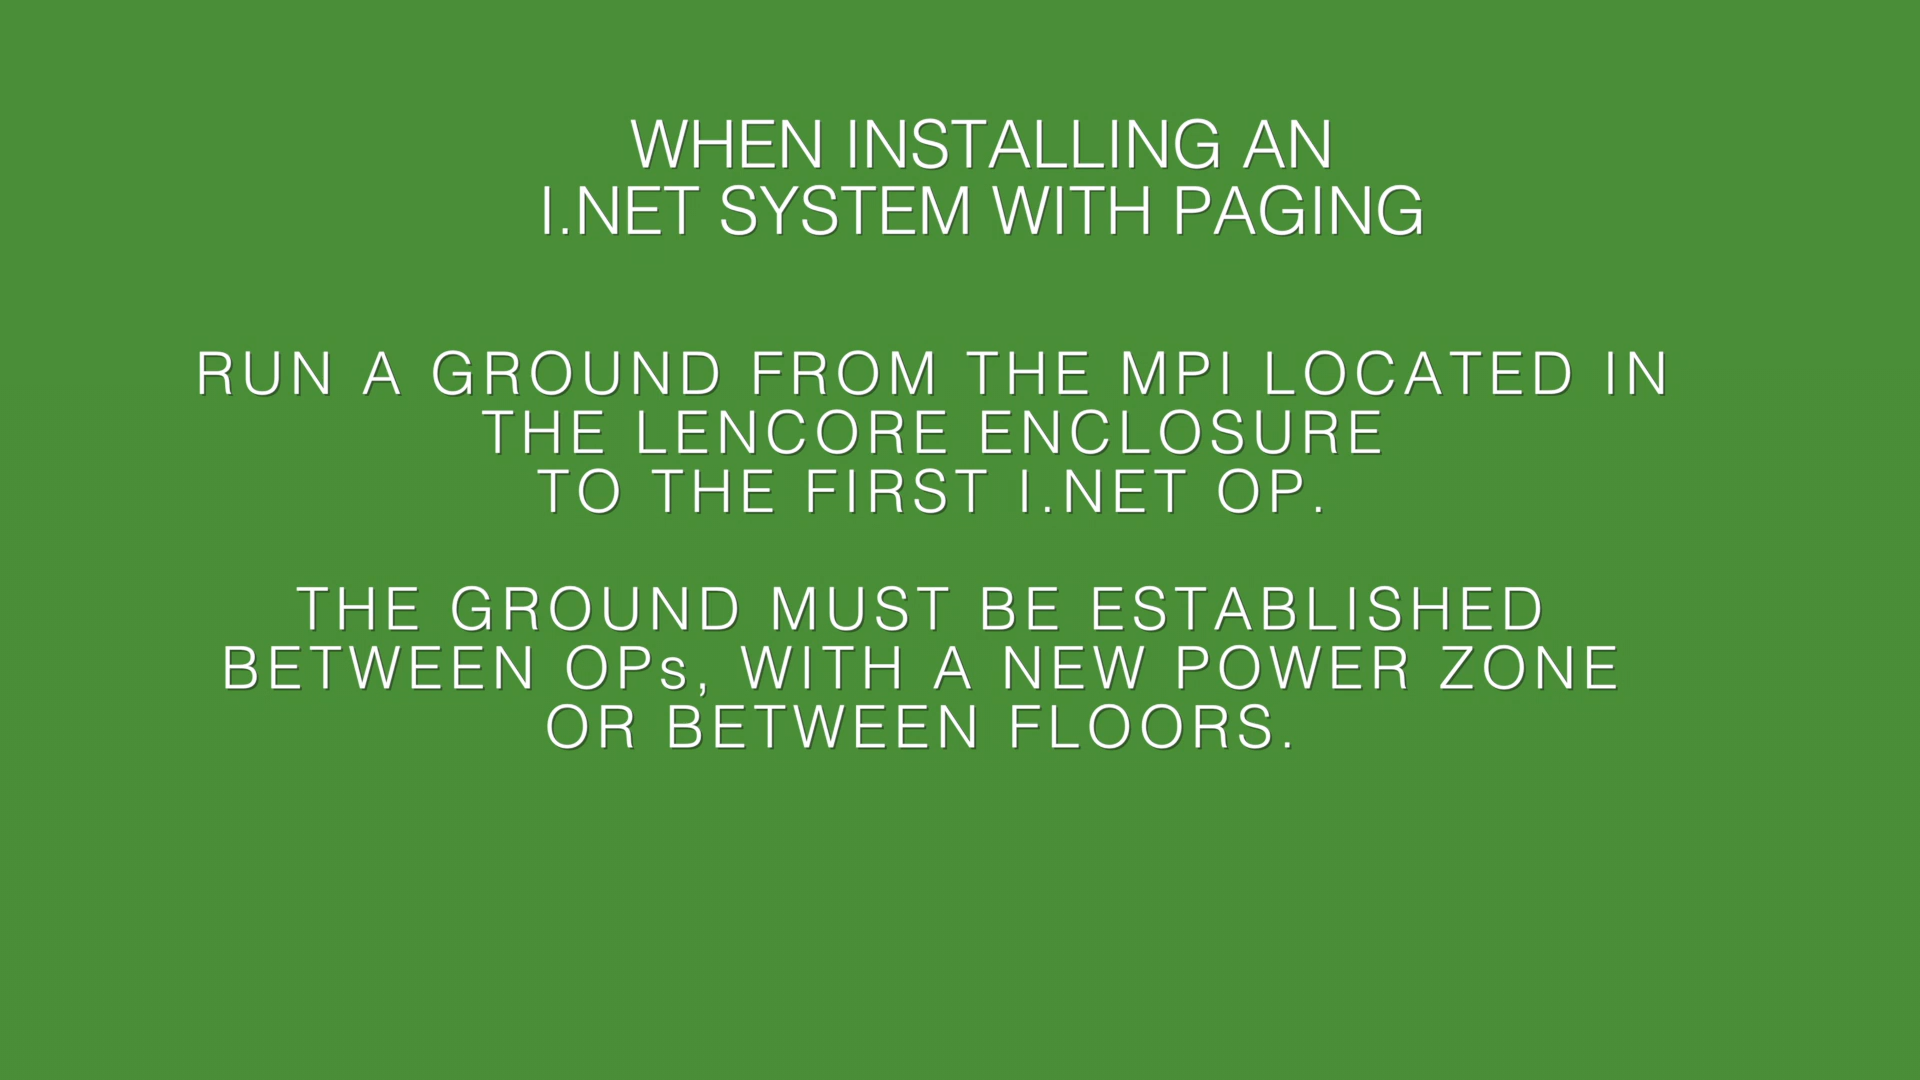 WHEN INSTALLING AN
I.NET SYSTEM WITH PAGING
RUN A GROUND FROM THE MPI LOCATED IN
THE LENCORE ENCLOSURE
TO THE FIRST I.NET OP.
THE GROUND MUST BE ESTABLISHED
BETWEEN OPs, WITH A NEW POWER ZONE
OR BETWEEN FLOORS.